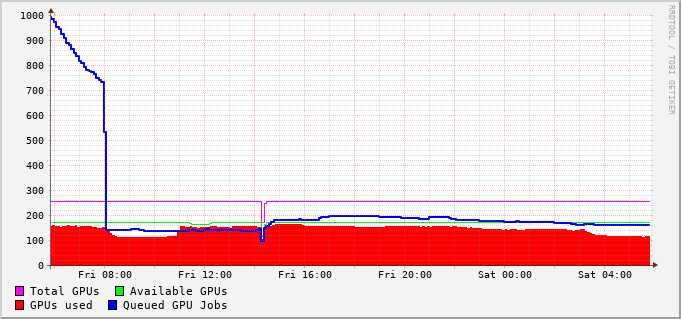 1000
900
800
700
600
500
400
300
200
100
0
Fri 08:00 Fri 12:00 Fri 16:00 Fri 20:00 Sat 00:00 Sat 04:00
Total GPUs Available GPUs
GPUs used Queued GPU Jobs
RRDTOOL / TOBI OETIKER